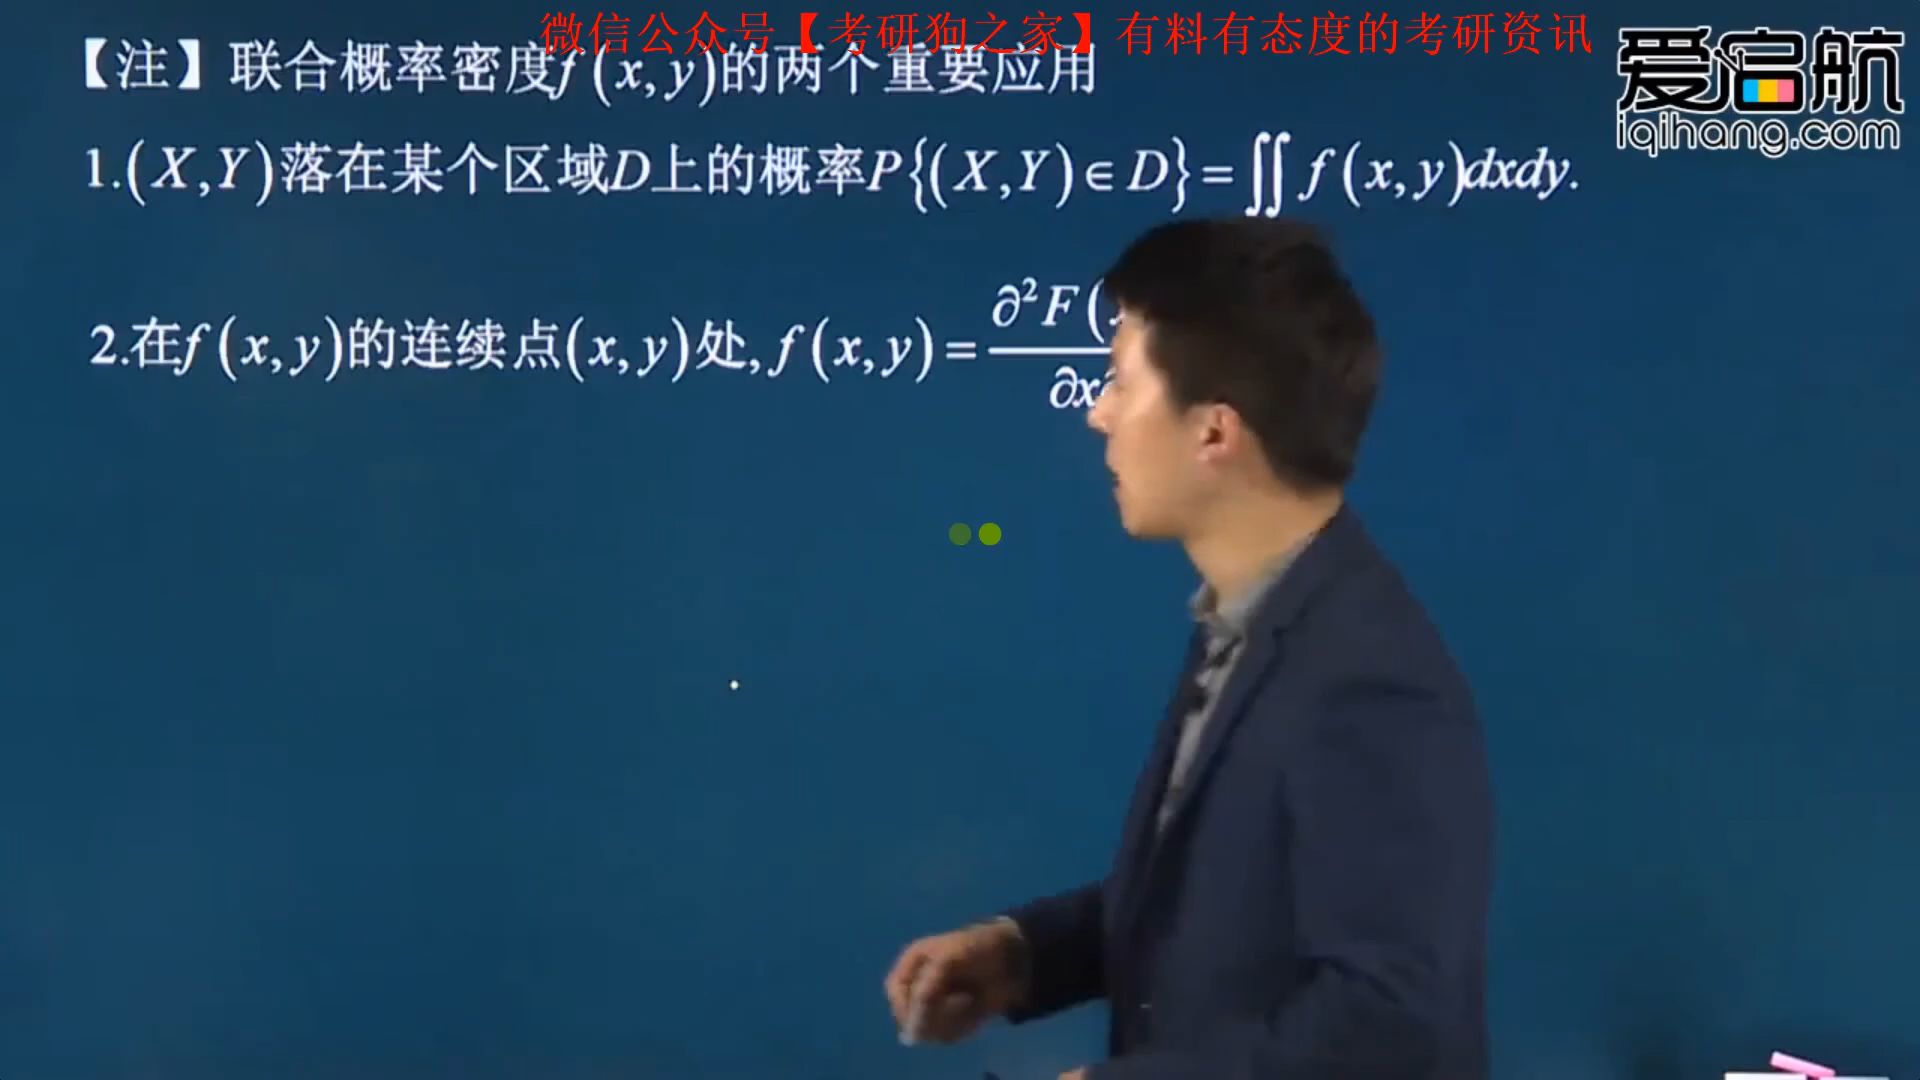 微信公众号【考研狗之家】有料有态度的考研资讯
爱启航
iqihang.com
【注】联合概率密度f(x,y)的两个重要应用
1.(X,Y)落在某个区域D上的概率P{(X,Y)∈D}=∬f(x,y)dxdy.
2.在f(x,y)的连续点(x,y)处,f(x,y)=∂²F(
∂x